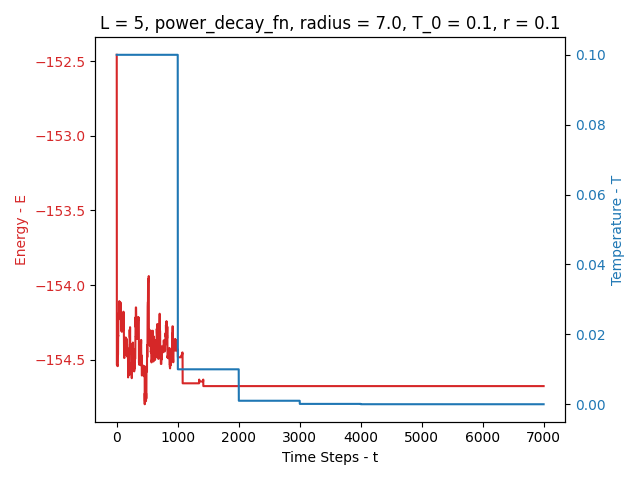 L = 5, power_decay_fn, radius = 7.0, T_0 = 0.1, r = 0.1
−152.5
−153.0
−153.5
−154.0
−154.5
Energy - E
0.10
0.08
0.06
0.04
0.02
0.00
Temperature - T
0 1000 2000 3000 4000 5000 6000 7000
Time Steps - t